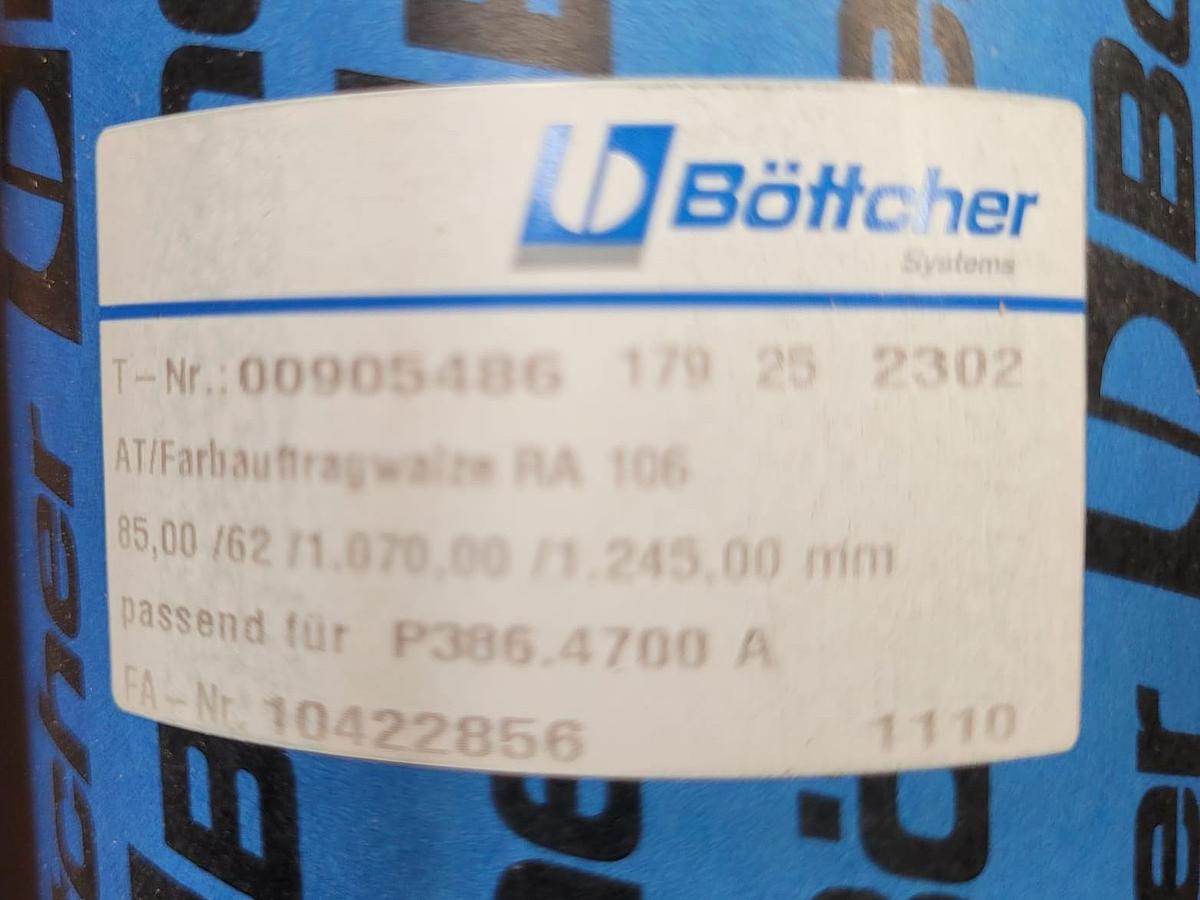 Böttcher
Systems
T-Nr.: 00905486 179 25 2302
AT/Farbauftragwalze RA 106
85,00 /62 /1.070,00 /1.245,00 mm
passend für P386.4700 A
FA-Nr. 10422856 1110